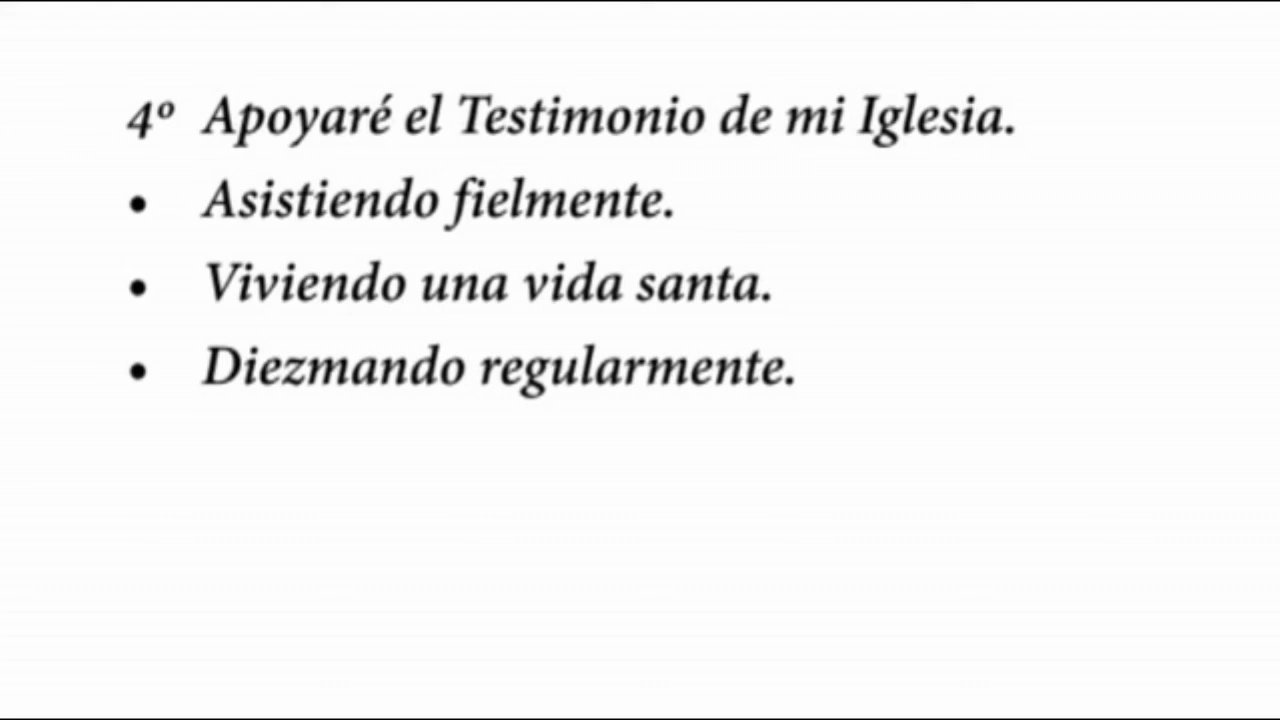 4º Apoyaré el Testimonio de mi Iglesia.
• Asistiendo fielmente.
• Viviendo una vida santa.
• Diezmando regularmente.